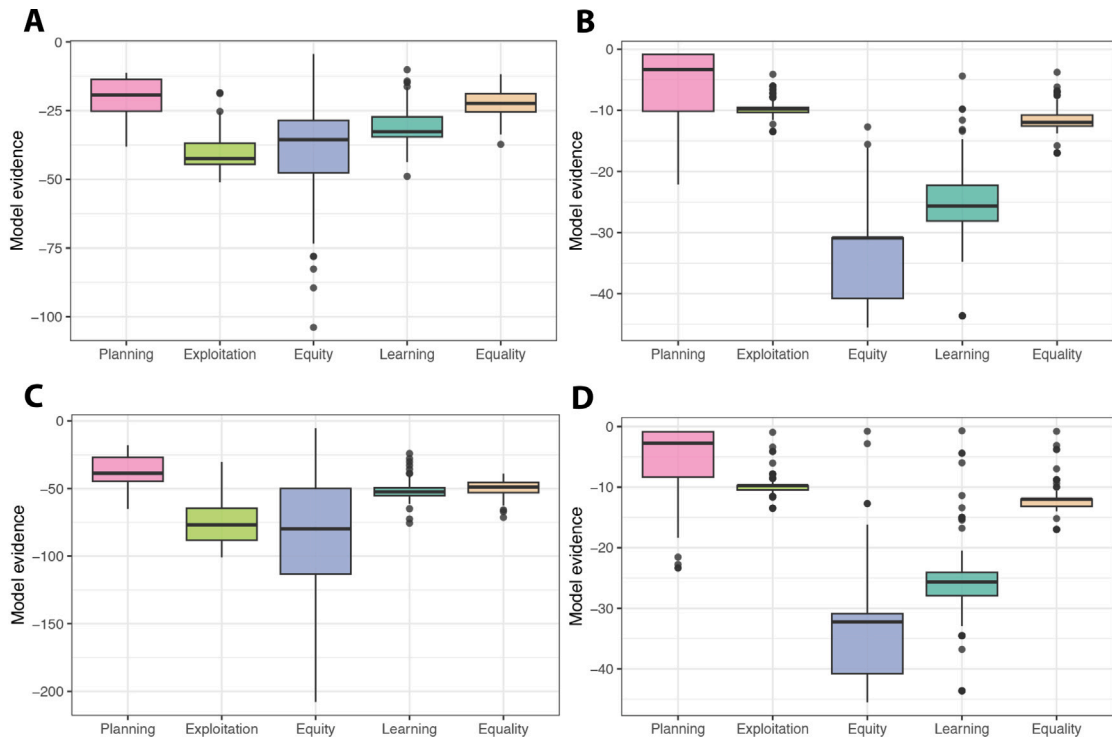 A
Model evidence
0
−25
−50
−75
−100
Planning Exploitation Equity Learning Equality
B
Model evidence
0
−10
−20
−30
−40
Planning Exploitation Equity Learning Equality
C
Model evidence
0
−50
−100
−150
−200
Planning Exploitation Equity Learning Equality
D
Model evidence
0
−10
−20
−30
−40
Planning Exploitation Equity Learning Equality